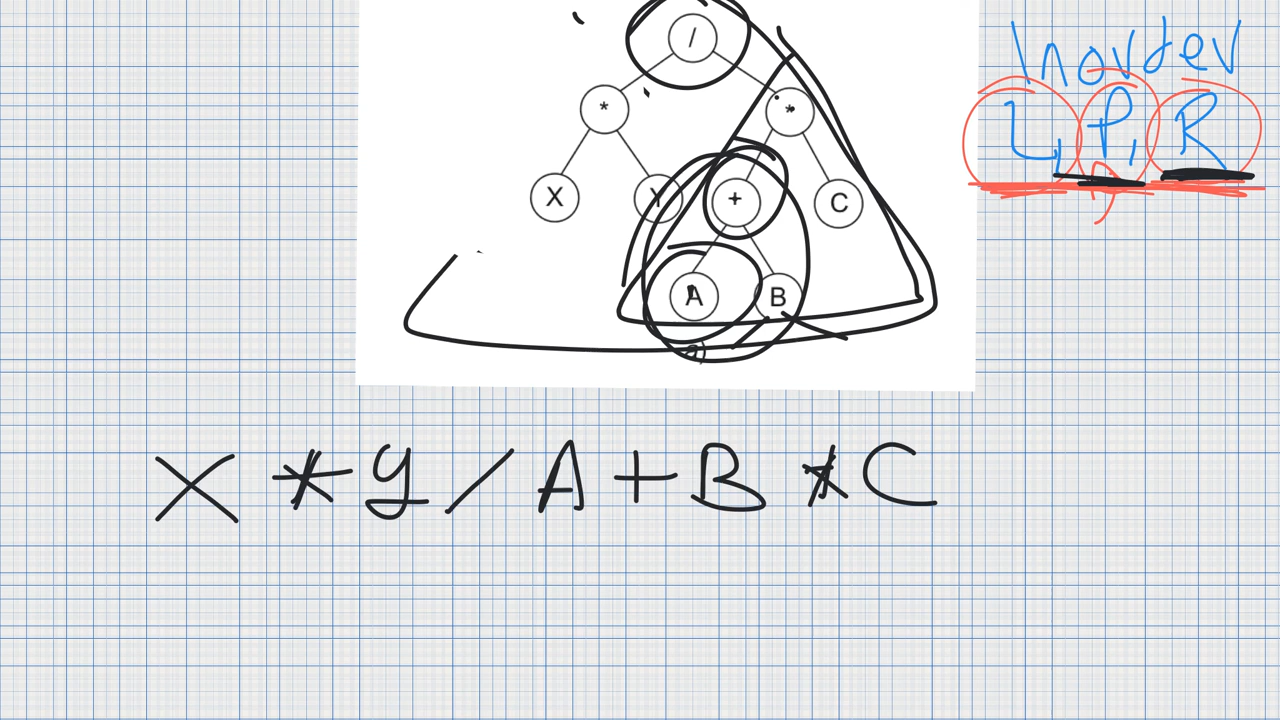 /
Inorder
L, P, R
* *
X Y + C
A B
a)
X * y / A + B * C